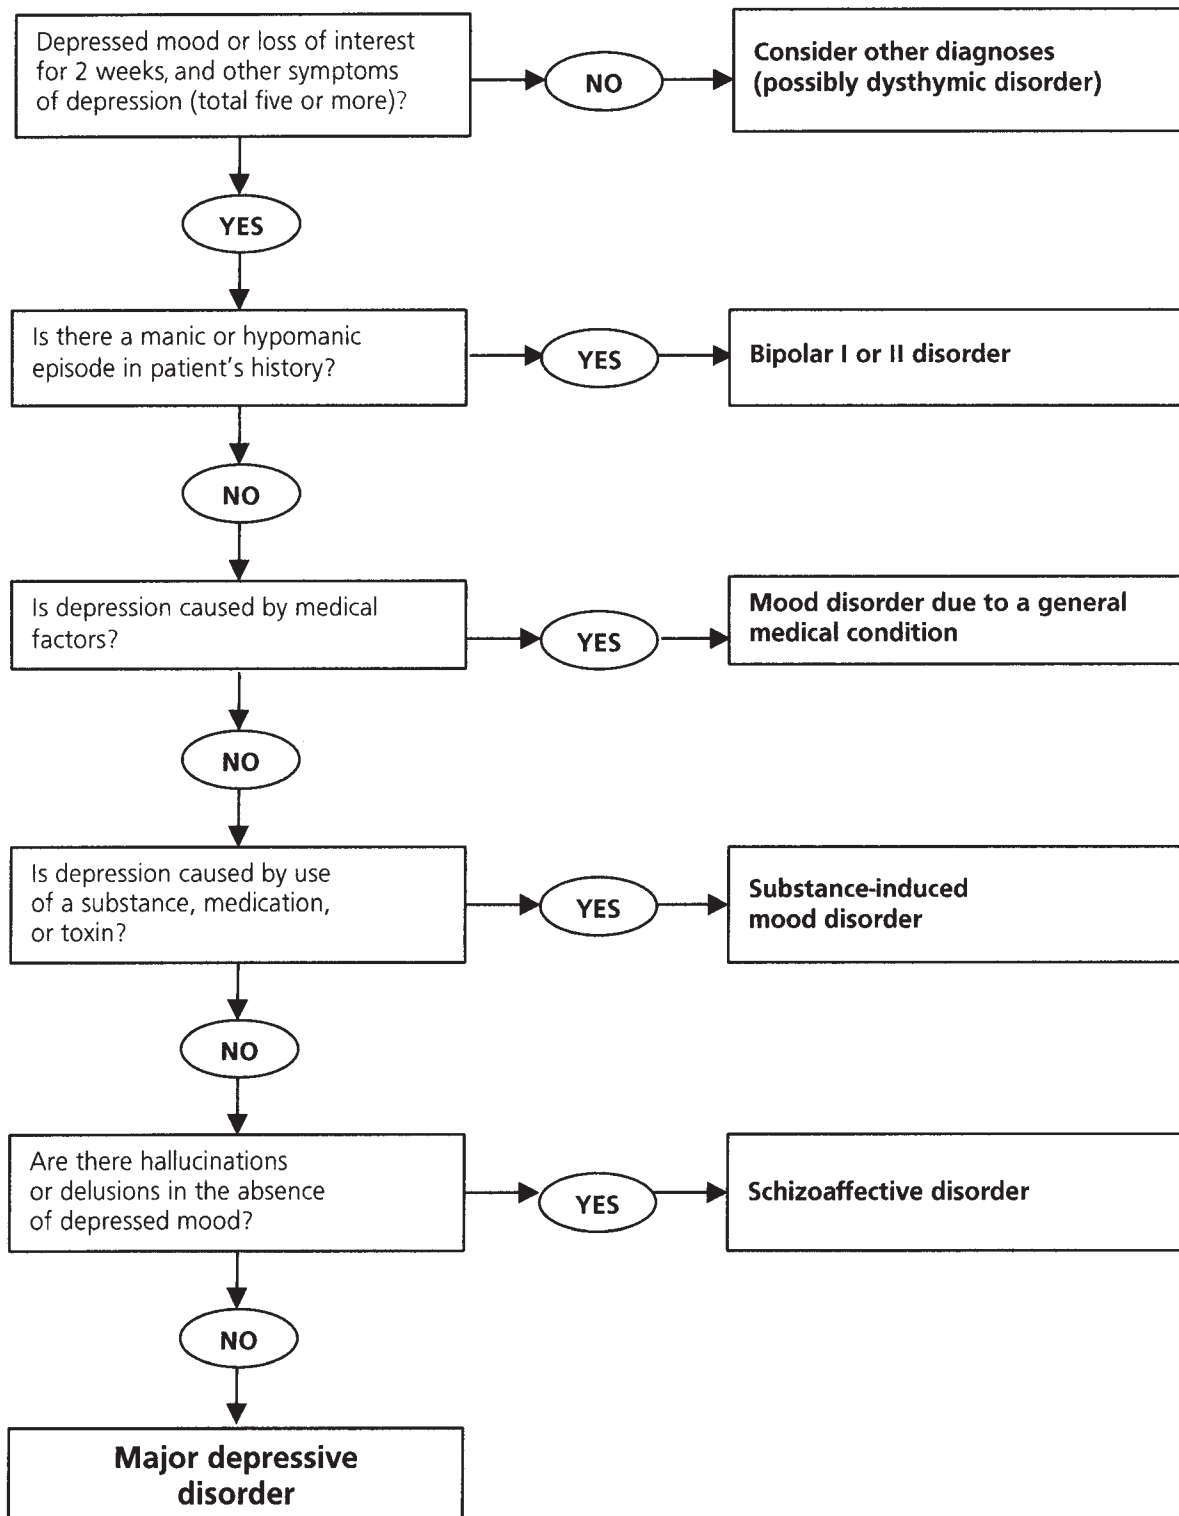 Depressed mood or loss of interest
for 2 weeks, and other symptoms
of depression (total five or more)?
NO
Consider other diagnoses
(possibly dysthymic disorder)
YES
Is there a manic or hypomanic
episode in patient's history?
YES
Bipolar I or II disorder
NO
Is depression caused by medical
factors?
YES
Mood disorder due to a general
medical condition
NO
Is depression caused by use
of a substance, medication,
or toxin?
YES
Substance-induced
mood disorder
NO
Are there hallucinations
or delusions in the absence
of depressed mood?
YES
Schizoaffective disorder
NO
Major depressive
disorder